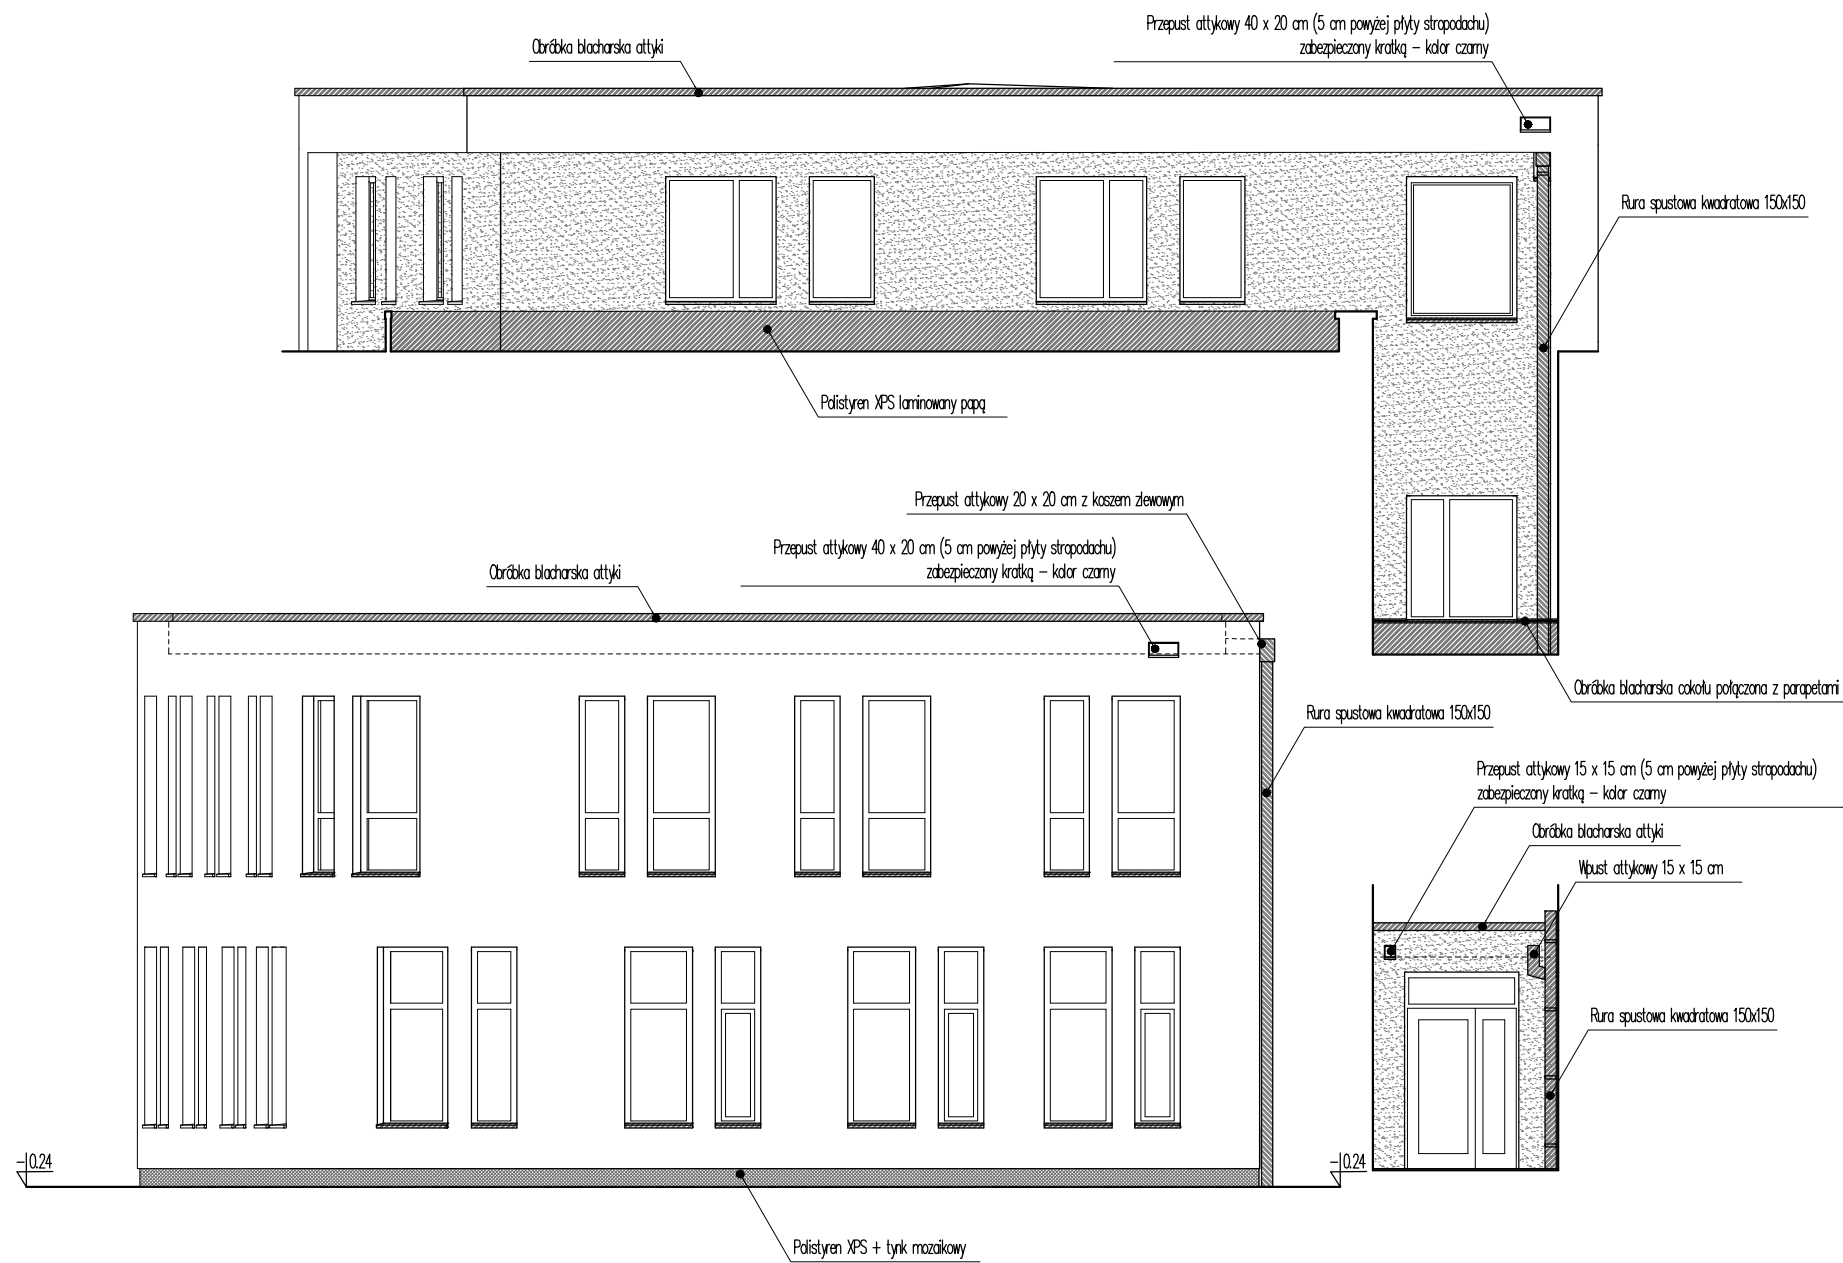 Przepust attykowy 40 x 20 cm (5 cm powyżej płyty stropodachu)
zabezpieczony kratką – kolor czarny
Obróbka blacharska attyki
Rura spustowa kwadratowa 150x150
Polistyren XPS laminowany papą
Przepust attykowy 20 x 20 cm z koszem zlewowym
Przepust attykowy 40 x 20 cm (5 cm powyżej płyty stropodachu)
zabezpieczony kratką – kolor czarny
Obróbka blacharska attyki
Obróbka blacharska cokołu połączona z parapetami
Rura spustowa kwadratowa 150x150
Przepust attykowy 15 x 15 cm (5 cm powyżej płyty stropodachu)
zabezpieczony kratką – kolor czarny
Obróbka blacharska attyki
Wpust attykowy 15 x 15 cm
Rura spustowa kwadratowa 150x150
–0.24
–0.24
Polistyren XPS + tynk mozaikowy